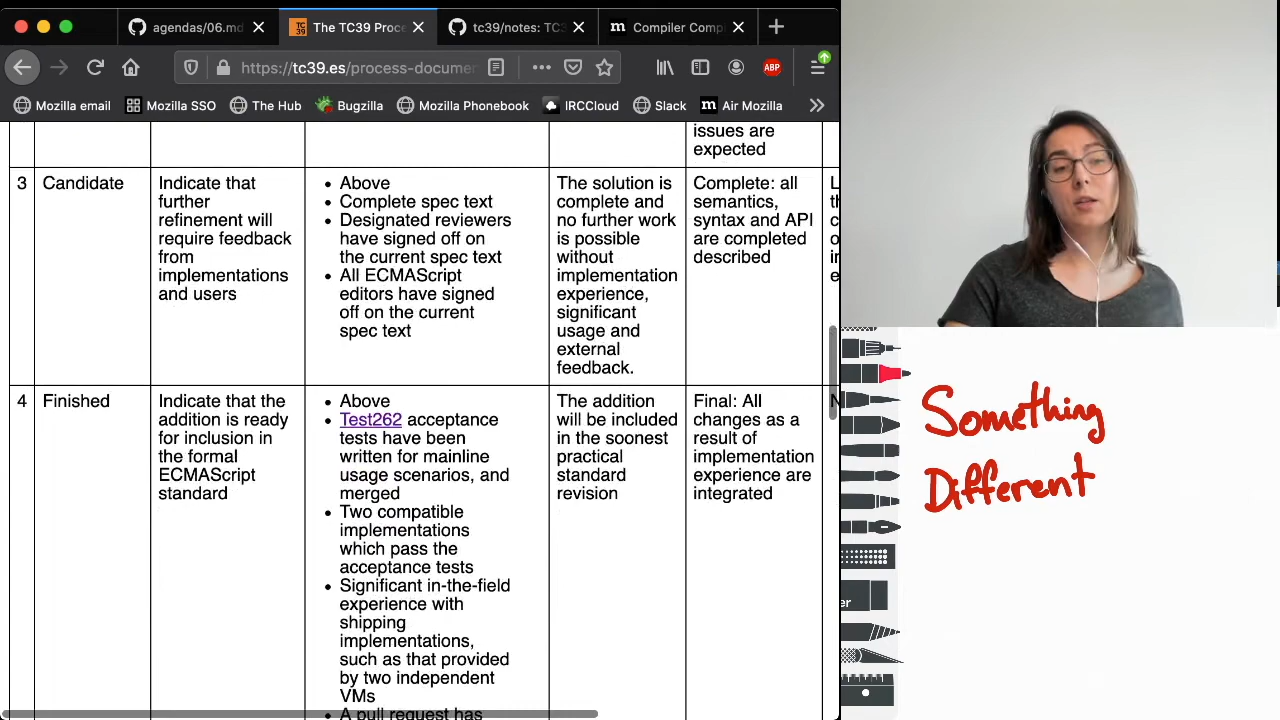 agendas/06.md
The TC39 Proce
tc39/notes: TC3
Compiler Comp
https://tc39.es/process-documen
ABP
Mozilla email
Mozilla SSO
The Hub
Bugzilla
Mozilla Phonebook
IRCCloud
Slack
Air Mozilla
issues are
expected
3
Candidate
Indicate that
further
refinement will
require feedback
from
implementations
and users
Above
Complete spec text
Designated reviewers
have signed off on
the current spec text
All ECMAScript
editors have signed
off on the current
spec text
The solution is
complete and
no further work
is possible
without
implementation
experience,
significant
usage and
external
feedback.
Complete: all
semantics,
syntax and API
are completed
described
4
Finished
Indicate that the
addition is ready
for inclusion in
the formal
ECMAScript
standard
Above
Test262 acceptance
tests have been
written for mainline
usage scenarios, and
merged
Two compatible
implementations
which pass the
acceptance tests
Significant in-the-field
experience with
shipping
implementations,
such as that provided
by two independent
VMs
A pull request has
The addition
will be included
in the soonest
practical
standard
revision
Final: All
changes as a
result of
implementation
experience are
integrated
N
Something
Different
er